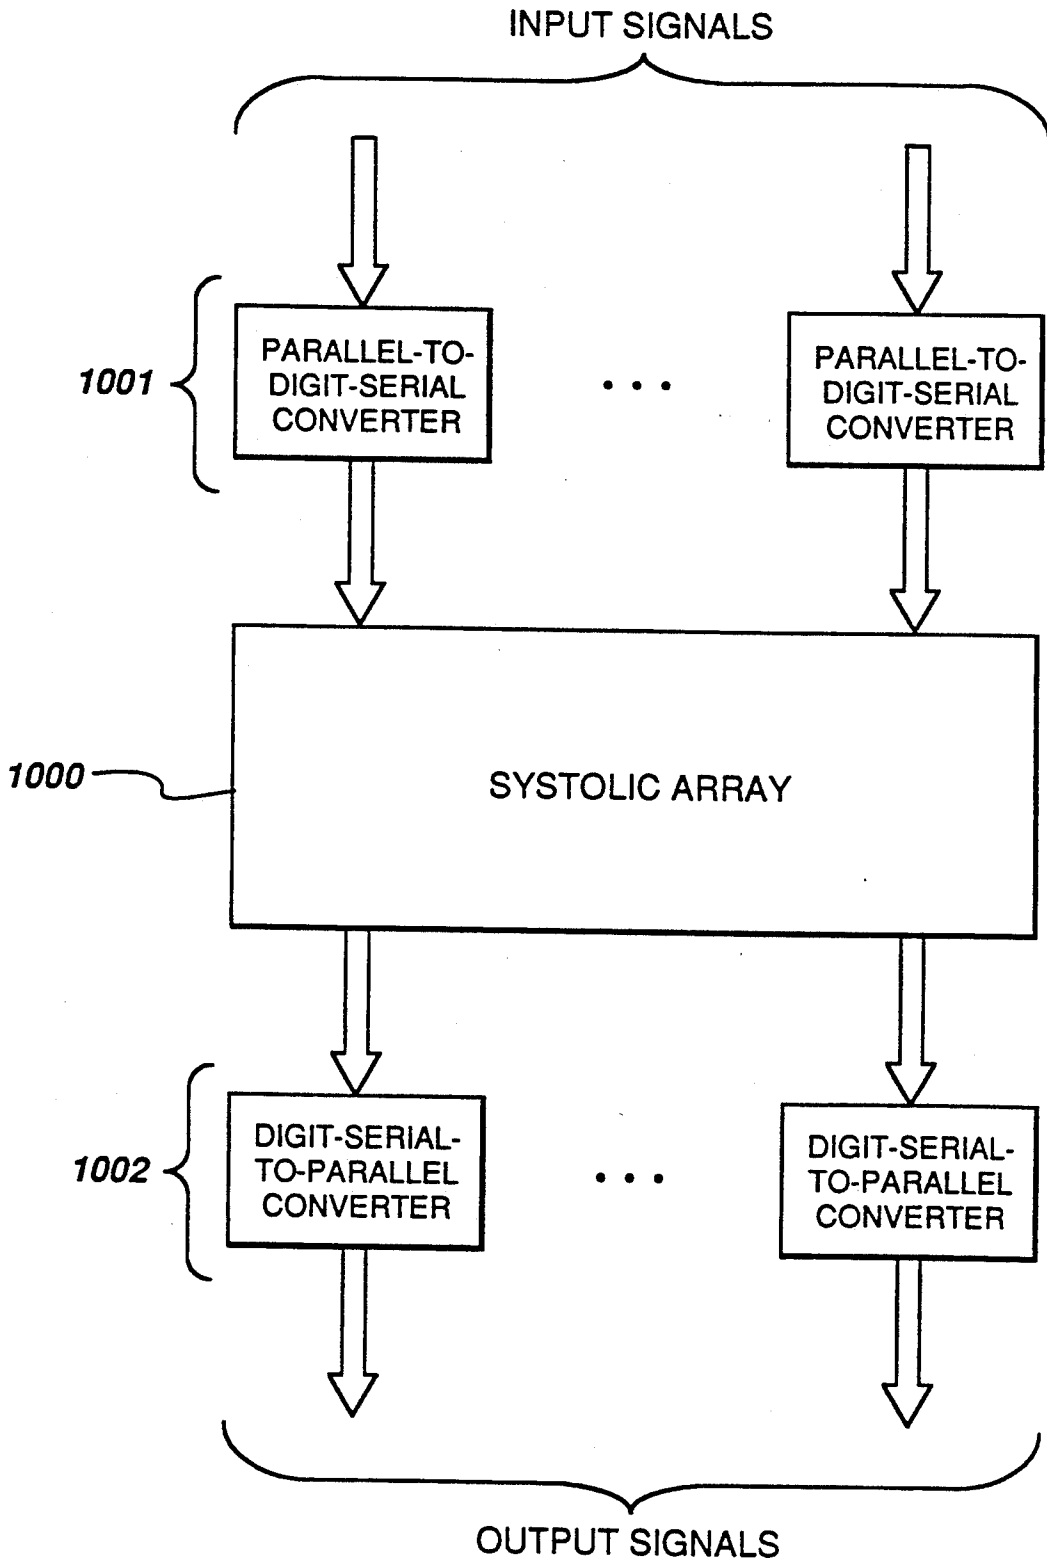 INPUT SIGNALS
1001
PARALLEL-TO-
DIGIT-SERIAL
CONVERTER
• • •
PARALLEL-TO-
DIGIT-SERIAL
CONVERTER
1000
SYSTOLIC ARRAY
1002
DIGIT-SERIAL-
TO-PARALLEL
CONVERTER
• • •
DIGIT-SERIAL-
TO-PARALLEL
CONVERTER
OUTPUT SIGNALS